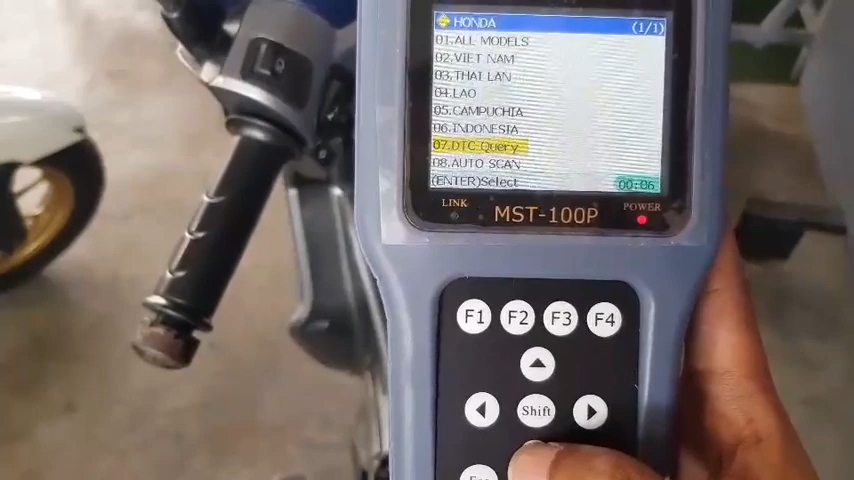 HONDA (1/1)
01.ALL MODELS
02.VIET NAM
03.THAI LAN
04.LAO
05.CAMPUCHIA
06.INDONESIA
07.DTC Query
08.AUTO SCAN
(ENTER)Select 00:06
LINK MST-100P POWER
F1 F2 F3 F4
Shift